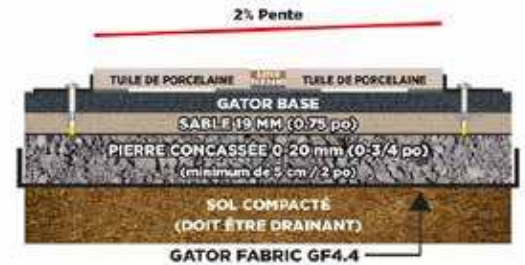 2% Pente
TUILE DE PORCELAINE TUILE DE PORCELAINE
GATOR BASE
SABLE 19 MM (0.75 po)
PIERRE CONCASSÉE 0-20 mm (0-3/4 po)
(minimum de 5 cm / 2 po)
SOL COMPACTÉ
(DOIT ÊTRE DRAINANT)
GATOR FABRIC GF4.4